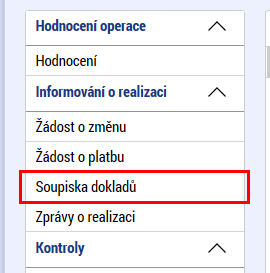 Hodnocení operace
Hodnocení
Informování o realizaci
Žádost o změnu
Žádost o platbu
Soupiska dokladů
Zprávy o realizaci
Kontroly